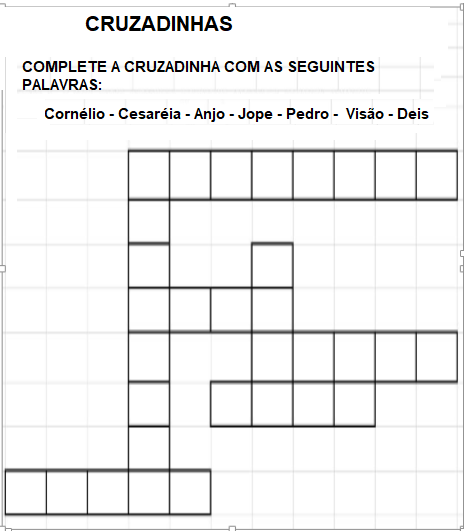 CRUZADINHAS
COMPLETE A CRUZADINHA COM AS SEGUINTES
PALAVRAS:
Cornélio - Cesaréia - Anjo - Jope - Pedro - Visão - Deis